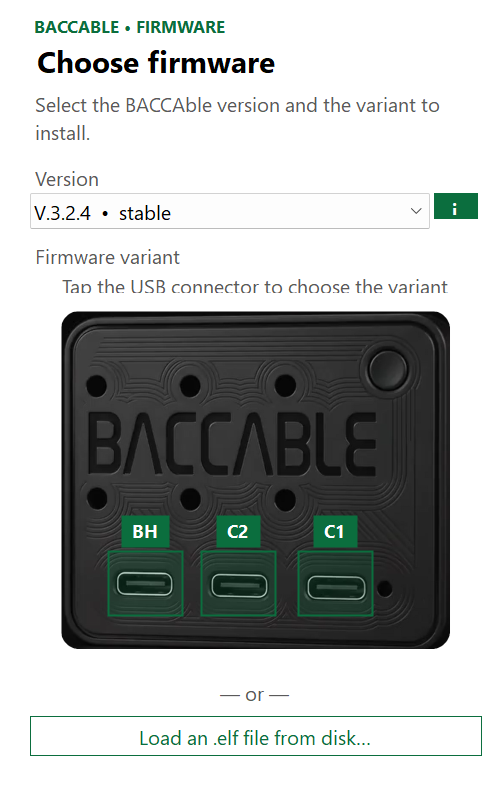 BACCABLE • FIRMWARE
Choose firmware
Select the BACCAble version and the variant to
install.
Version
V.3.2.4 • stable
i
Firmware variant
Tap the USB connector to choose the variant
BACCABLE
BH
C2
C1
— or —
Load an .elf file from disk...